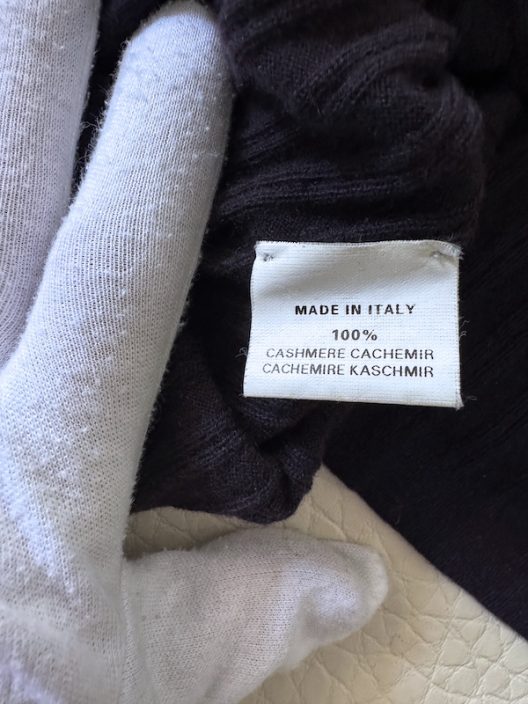 MADE IN ITALY
100%
CASHMERE CACHEMIR
CACHEMIRE KASCHMIR